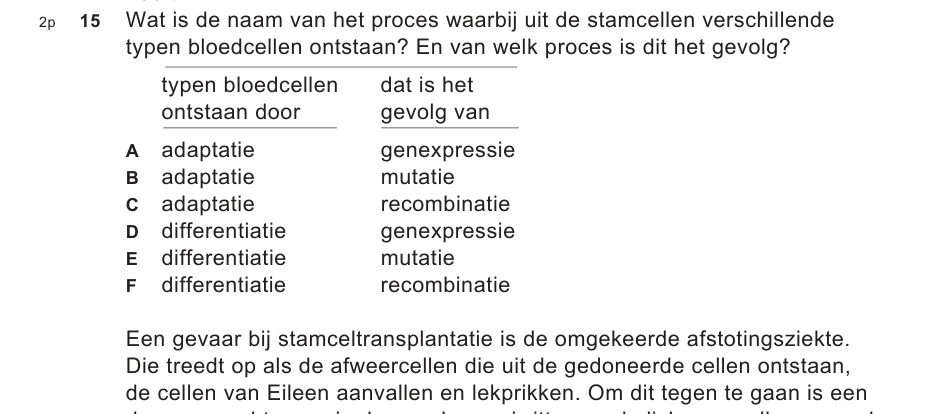 2p 15 Wat is de naam van het proces waarbij uit de stamcellen verschillende
typen bloedcellen ontstaan? En van welk proces is dit het gevolg?
typen bloedcellen dat is het
ontstaan door gevolg van
A adaptatie genexpressie
B adaptatie mutatie
C adaptatie recombinatie
D differentiatie genexpressie
E differentiatie mutatie
F differentiatie recombinatie
Een gevaar bij stamceltransplantatie is de omgekeerde afstotingsziekte.
Die treedt op als de afweercellen die uit de gedoneerde cellen ontstaan,
de cellen van Eileen aanvallen en lekprikken. Om dit tegen te gaan is een